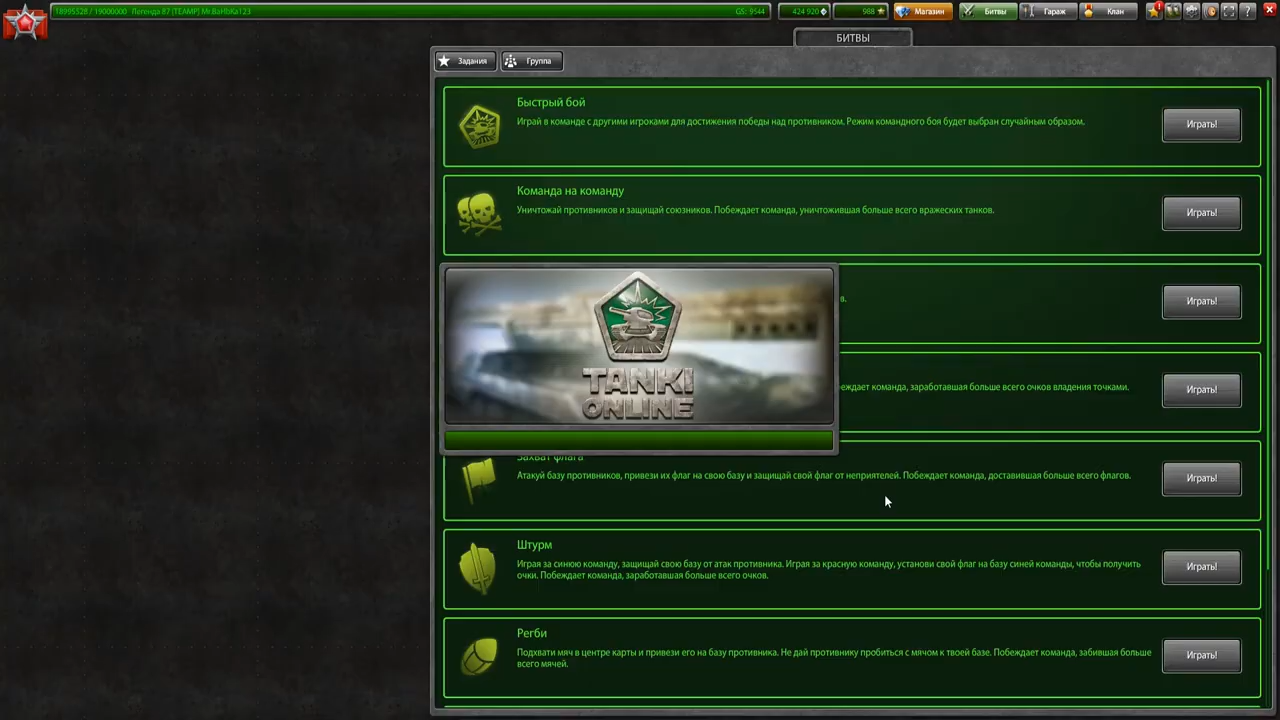 18995528 / 19000000 Легенда 87 [TEAMP] Mr.BaHbKa123
GS: 9544
424 920
988
Магазин
Битвы
Гараж
Клан
БИТВЫ
Задания
Группа
Быстрый бой
Играй в команде с другими игроками для достижения победы над противником. Режим командного боя будет выбран случайным образом.
Играть!
Команда на команду
Уничтожай противников и защищай союзников. Побеждает команда, уничтожившая больше всего вражеских танков.
Играть!
в.
Играть!
TANKI
ONLINE
еждает команда, заработавшая больше всего очков владения точками.
Играть!
Захват флага
Атакуй базу противников, привези их флаг на свою базу и защищай свой флаг от неприятелей. Побеждает команда, доставившая больше всего флагов.
Играть!
Штурм
Играя за синюю команду, защищай свою базу от атак противника. Играя за красную команду, установи свой флаг на базу синей команды, чтобы получить
очки. Побеждает команда, заработавшая больше всего очков.
Играть!
Регби
Подхвати мяч в центре карты и привези его на базу противника. Не дай противнику пробиться с мячом к твоей базе. Побеждает команда, забившая больше
всего мячей.
Играть!